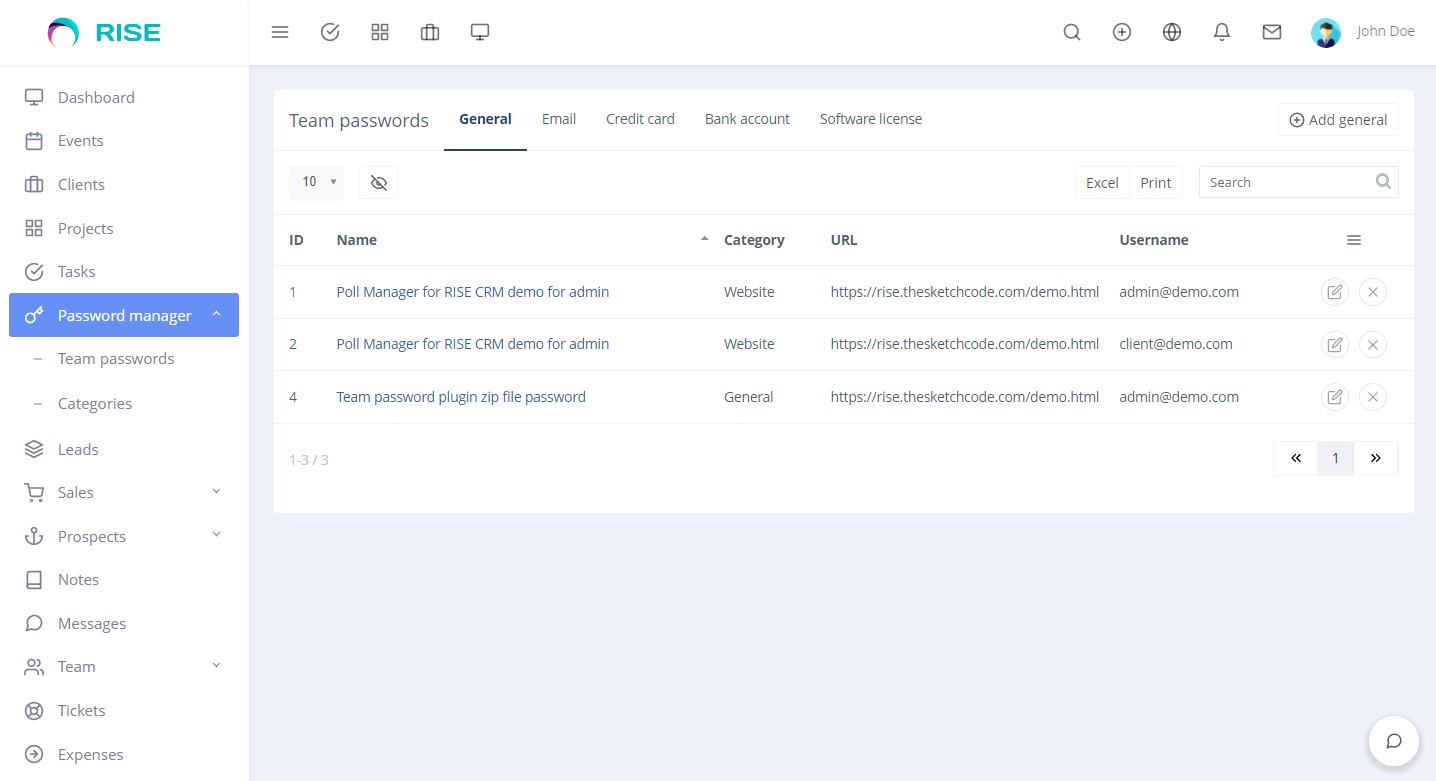 RISE
John Doe
Dashboard
Events
Clients
Projects
Tasks
Password manager
Team passwords
Categories
Leads
Sales
Prospects
Notes
Messages
Team
Tickets
Expenses
Team passwords General Email Credit card Bank account Software license Add general
10 Excel Print Search
ID Name Category URL Username
1 Poll Manager for RISE CRM demo for admin Website https://rise.thesketchcode.com/demo.html admin@demo.com
2 Poll Manager for RISE CRM demo for admin Website https://rise.thesketchcode.com/demo.html client@demo.com
4 Team password plugin zip file password General https://rise.thesketchcode.com/demo.html admin@demo.com
1-3 / 3 « 1 »